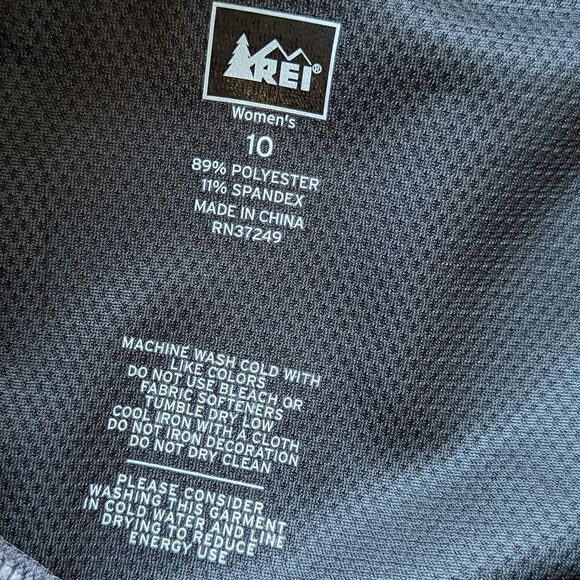 REI®
Women's
10
89% POLYESTER
11% SPANDEX
MADE IN CHINA
RN37249
MACHINE WASH COLD WITH
LIKE COLORS
DO NOT USE BLEACH OR
FABRIC SOFTENERS
TUMBLE DRY LOW
COOL IRON WITH A CLOTH
DO NOT IRON DECORATION
DO NOT DRY CLEAN
PLEASE CONSIDER
WASHING THIS GARMENT
IN COLD WATER AND LINE
DRYING TO REDUCE
ENERGY USE